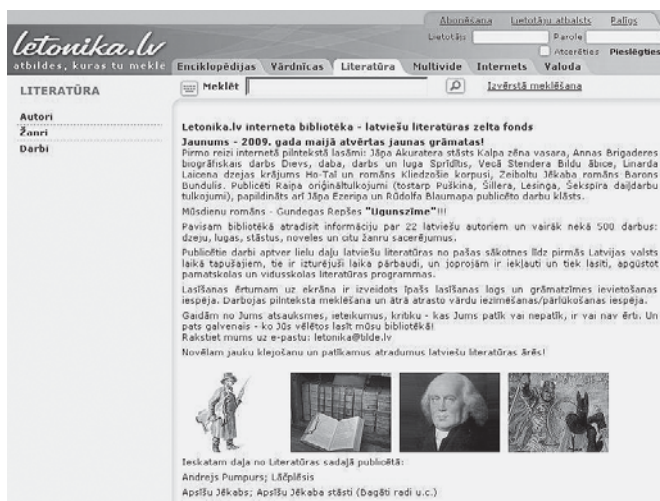 Abonēšana Lietotāju atbalsts Palīgs
letonika.lv
atbildes, kuras tu meklē
Lietotājs Parole
Atcerēties Pieslēgties
Enciklopēdijas Vārdnīcas Literatūra Multivide Internets Valoda
LITERATŪRA
Meklēt Izvērstā meklēšana
Autori
Žanri
Darbi
Letonika.lv interneta bibliotēka - latviešu literatūras zelta fonds
Jaunums - 2009. gada maijā atvērtas jaunas grāmatas!
Pirmo reizi internetā pilntekstā lasāmi: Jāņa Akuratera stāsts Kalpa zēna vasara, Annas Brigaderes
biogrāfiskais darbs Dievs, daba, darbs un luga Sprīdītis, Vecā Stendera Bildu ābice, Linarda
Laicena dzejas krājums Ho-Taī un romāns Kliedzošie korpusi, Zeiboltu Jēkaba romāns Barons
Bundulis. Publicēti Raiņa oriģināltulkojumi (tostarp Puškina, Šillera, Lesinga, Šekspīra daiļdarbu
tulkojumi), papildināts arī Jāņa Ezeriņa un Rūdolfa Blaumaņa publicēto darbu klāsts.
Mūsdienu romāns - Gundegas Repšes "Ugunszīme"!!!
Pavisam bibliotēkā atradīsit informāciju par 22 latviešu autoriem un vairāk nekā 500 darbus:
dzeju, lugas, stāstus, noveles un citu žanru sacerējumus.
Publicētie darbi aptver lielu daļu latviešu literatūras no pašas sākotnes līdz pirmās Latvijas valsts
laikā tapušajiem, tie ir izturējuši laika pārbaudi, un joprojām ir iekļauti un tiek lasīti, apgūstot
pamatskolas un vidusskolas literatūras programmas.
Lasīšanas ērtumam uz ekrāna ir izveidots īpašs lasīšanas logs un grāmatzīmes ievietošanas
iespēja. Darbojas pilnteksta meklēšana un ātrā atrasto vārdu iezīmēšanas/pārlūkošanas iespēja.
Gaidām no Jums atsauksmes, ieteikumus, kritiku - kas Jums patīk vai nepatīk, ir vai nav ērti. Un
pats galvenais - ko Jūs vēlētos lasīt mūsu bibliotēkā!
Rakstiet mums uz e-pastu: letonika@tilde.lv
Novēlam jauku klejošanu un patīkamus atradumus latviešu literatūras ārēs!
Ieskatam daļa no Literatūras sadaļā publicētā:
Andrejs Pumpurs; Lāčplēsis
Apsīšu Jēkabs; Apsīšu Jēkaba stāsti (Bagāti radi u.c.)